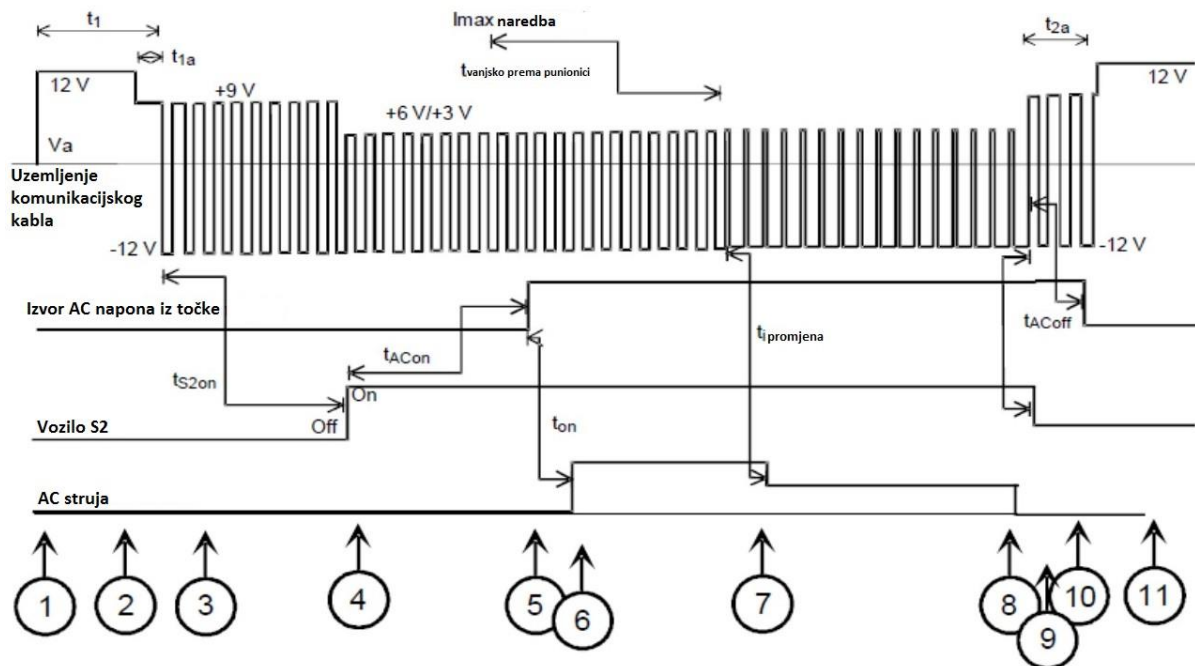 t1
Imax naredba
t2a
t1a
tvanjsko prema punionici
12 V
+9 V
12 V
+6 V/+3 V
Va
Uzemljenje
komunikacijskog
kabla
-12 V
-12 V
Izvor AC napona iz točke
tACon
ti promjena
tACoff
tS2on
On
Vozilo S2
Off
ton
AC struja
1
2
3
4
5
6
7
8
9
10
11